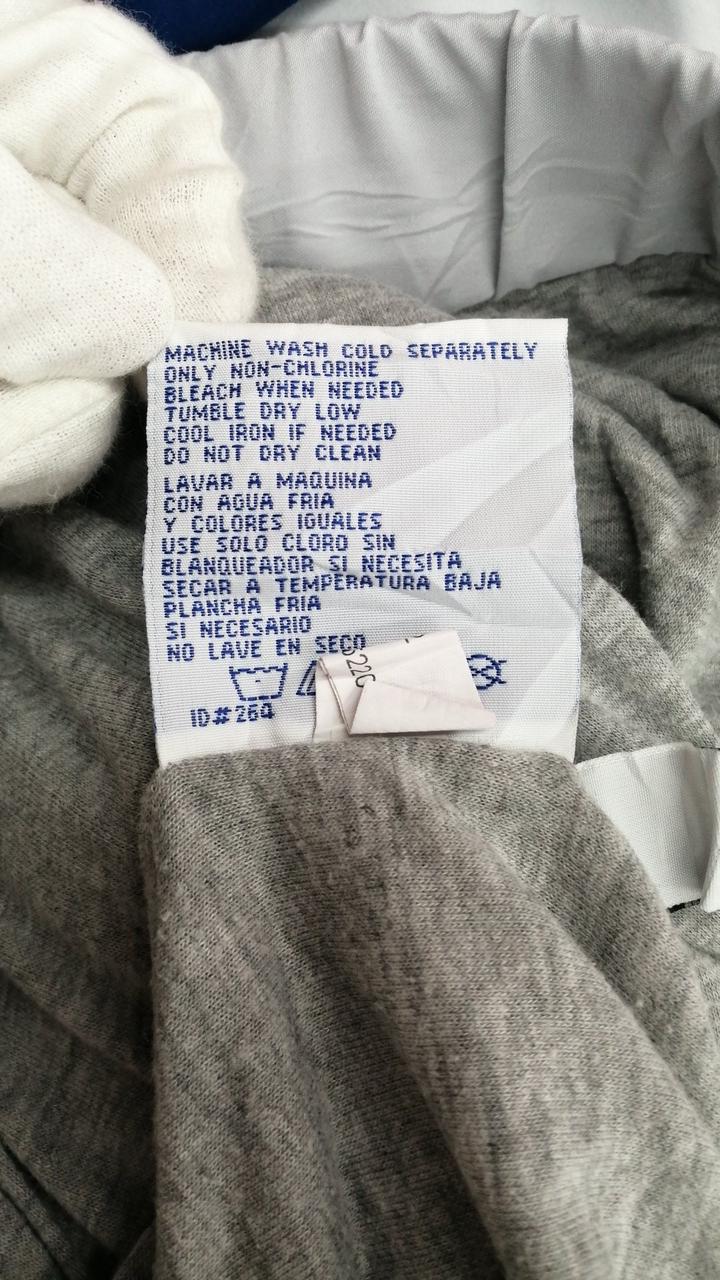 MACHINE WASH COLD SEPARATELY
ONLY NON-CHLORINE
BLEACH WHEN NEEDED
TUMBLE DRY LOW
COOL IRON IF NEEDED
DO NOT DRY CLEAN
LAVAR A MAQUINA
CON AGUA FRIA
Y COLORES IGUALES
USE SOLO CLORO SIN
BLANQUEADOR SI NECESITA
SECAR A TEMPERATURA BAJA
PLANCHA FRIA
SI NECESARIO
NO LAVE EN SECO
ID#264